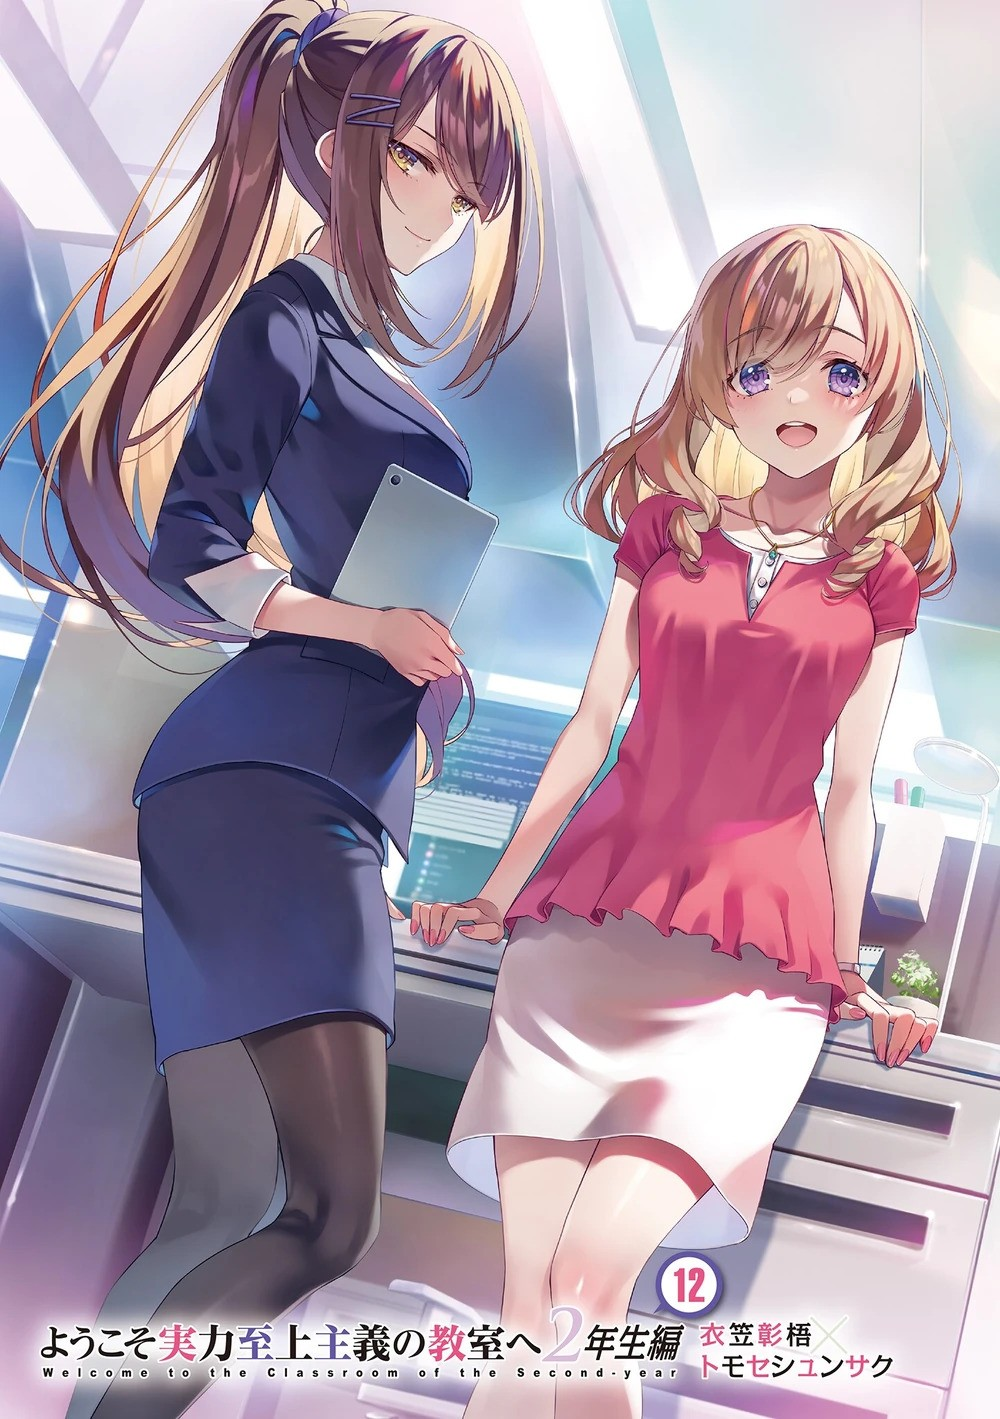 12
ようこそ実力至上主義の教室へ 2年生編
Welcome to the Classroom of the Second-year
衣笠彰梧×
トモセシュンサク